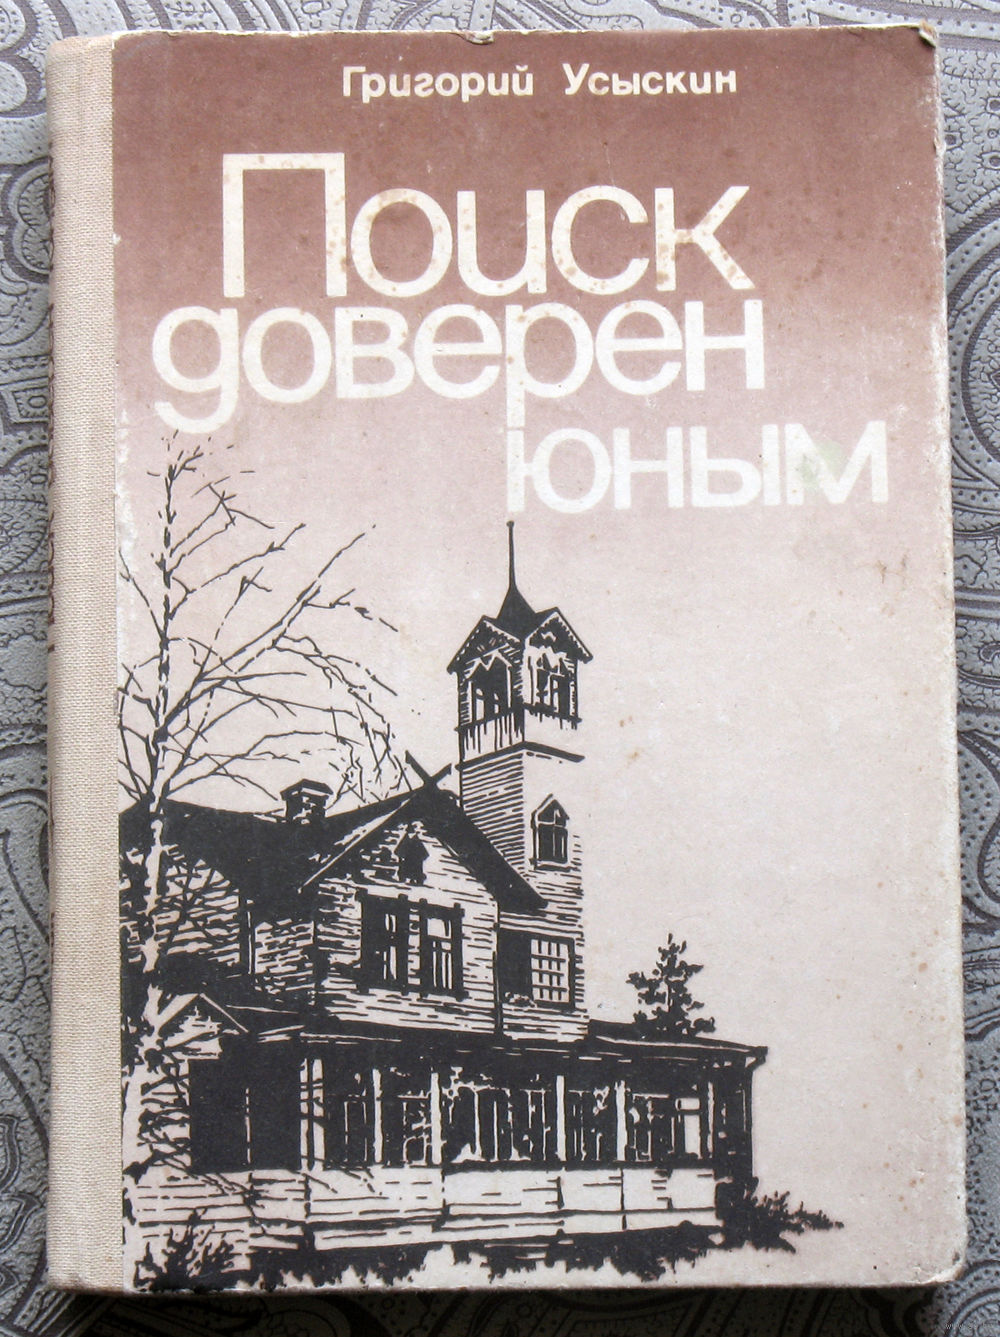 Григорий Усыскин
Поиск
доверен
юным